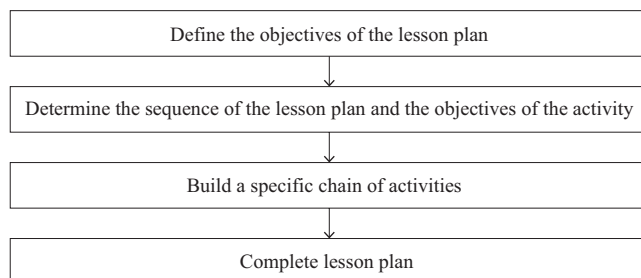 Define the objectives of the lesson plan
Determine the sequence of the lesson plan and the objectives of the activity
Build a specific chain of activities
Complete lesson plan